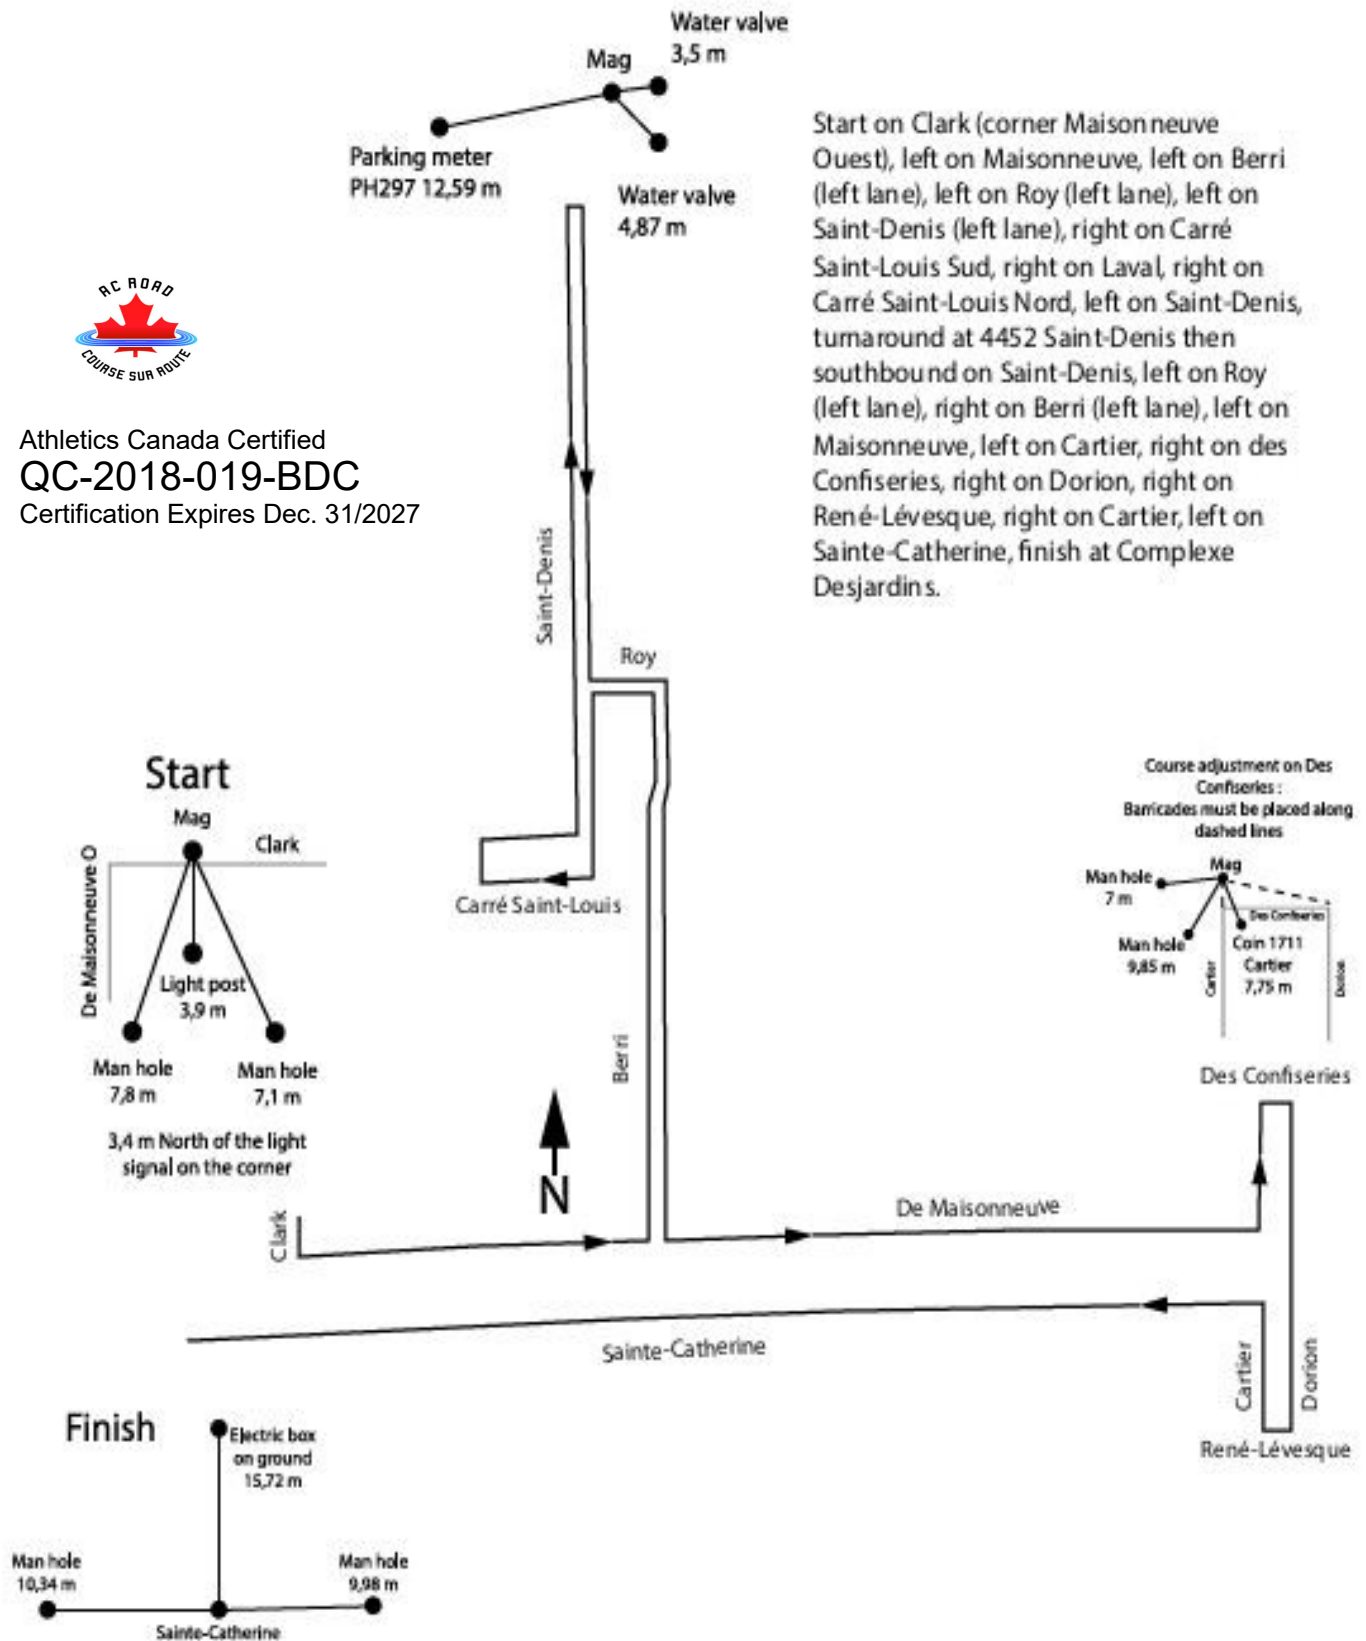 Water valve
3,5 m
Mag
Parking meter
PH297 12,59 m
Water valve
4,87 m
Start on Clark (corner Maisonneuve
Ouest), left on Maisonneuve, left on Berri
(left lane), left on Roy (left lane), left on
Saint-Denis (left lane), right on Carré
Saint-Louis Sud, right on Laval, right on
Carré Saint-Louis Nord, left on Saint-Denis,
turnaround at 4452 Saint-Denis then
southbound on Saint-Denis, left on Roy
(left lane), right on Berri (left lane), left on
Maisonneuve, left on Cartier, right on des
Confiseries, right on Dorion, right on
René-Lévesque, right on Cartier, left on
Sainte-Catherine, finish at Complexe
Desjardins.
RC ROAD
COURSE SUR ROUTE
Athletics Canada Certified
QC-2018-019-BDC
Certification Expires Dec. 31/2027
Saint-Denis
Roy
Carré Saint-Louis
Berri
Start
Mag
Clark
De Maisonneuve O
Light post
3,9 m
Man hole
7,8 m
Man hole
7,1 m
3,4 m North of the light
signal on the corner
Course adjustment on Des
Confiseries :
Barricades must be placed along
dashed lines
Mag
Man hole
7 m
Des Confiseries
Man hole
9,85 m
Coin 1711
Cartier
7,75 m
Cartier
Dorion
Des Confiseries
N
Clark
De Maisonneuve
Sainte-Catherine
Cartier
Dorion
René-Lévesque
Finish
Electric box
on ground
15,72 m
Man hole
10,34 m
Man hole
9,98 m
Sainte-Catherine